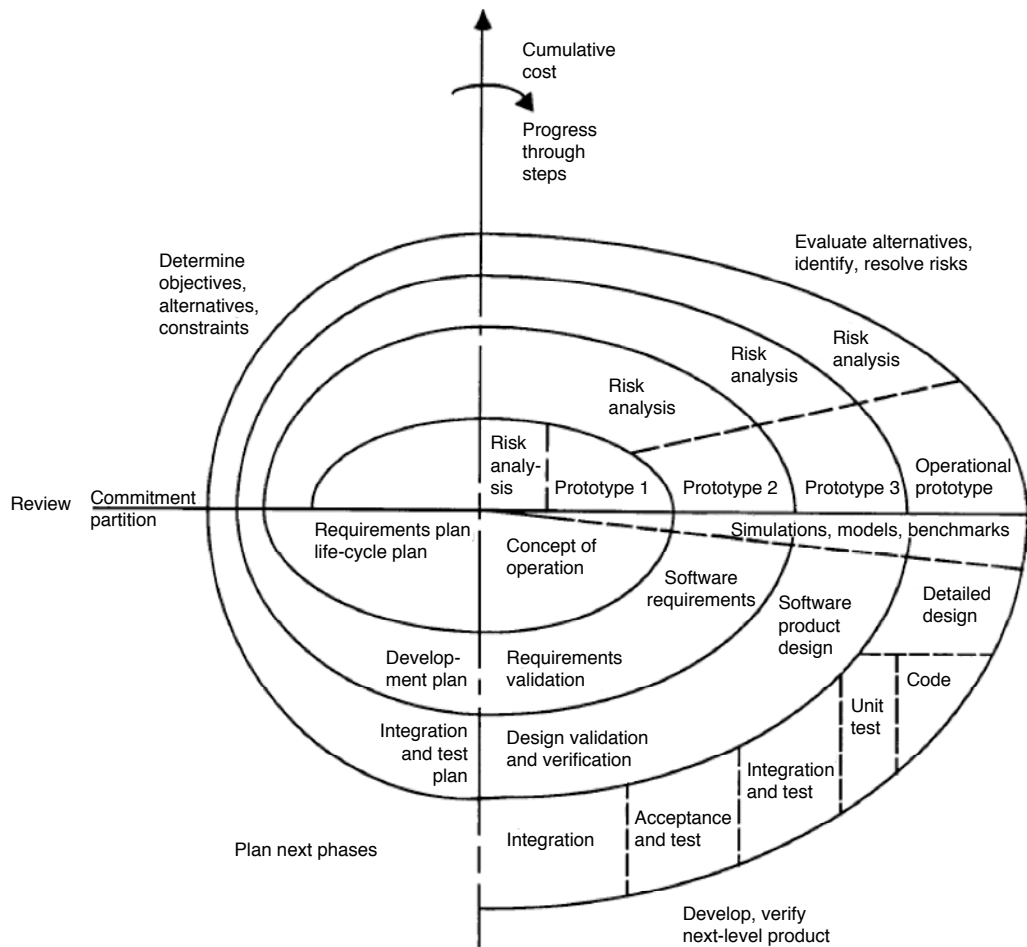 Cumulative
cost
Progress
through
steps
Determine
objectives,
alternatives,
constraints
Evaluate alternatives,
identify, resolve risks
Risk
analysis
Risk
analysis
Risk
analysis
Risk
analy-
sis
Prototype 1
Prototype 2
Prototype 3
Operational
prototype
Review
Commitment
partition
Requirements plan
life-cycle plan
Concept of
operation
Simulations, models, benchmarks
Software
requirements
Software
product
design
Detailed
design
Develop-
ment plan
Requirements
validation
Code
Unit
test
Integration
and test
plan
Design validation
and verification
Integration
and test
Acceptance
and test
Integration
Plan next phases
Develop, verify
next-level product